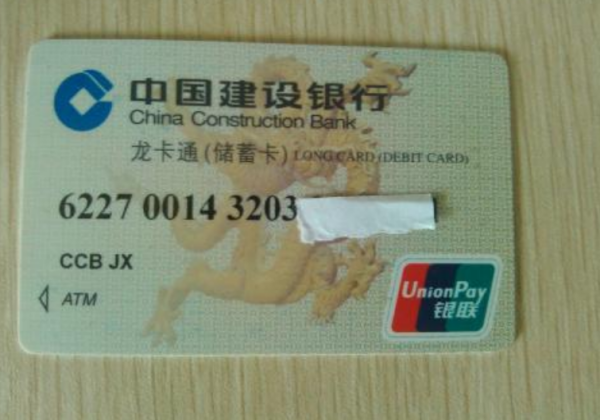 中国建设银行
China Construction Bank
龙卡通(储蓄卡) LONG CARD (DEBIT CARD)
6227 0014 3203
CCB JX
ATM
UnionPay
银联